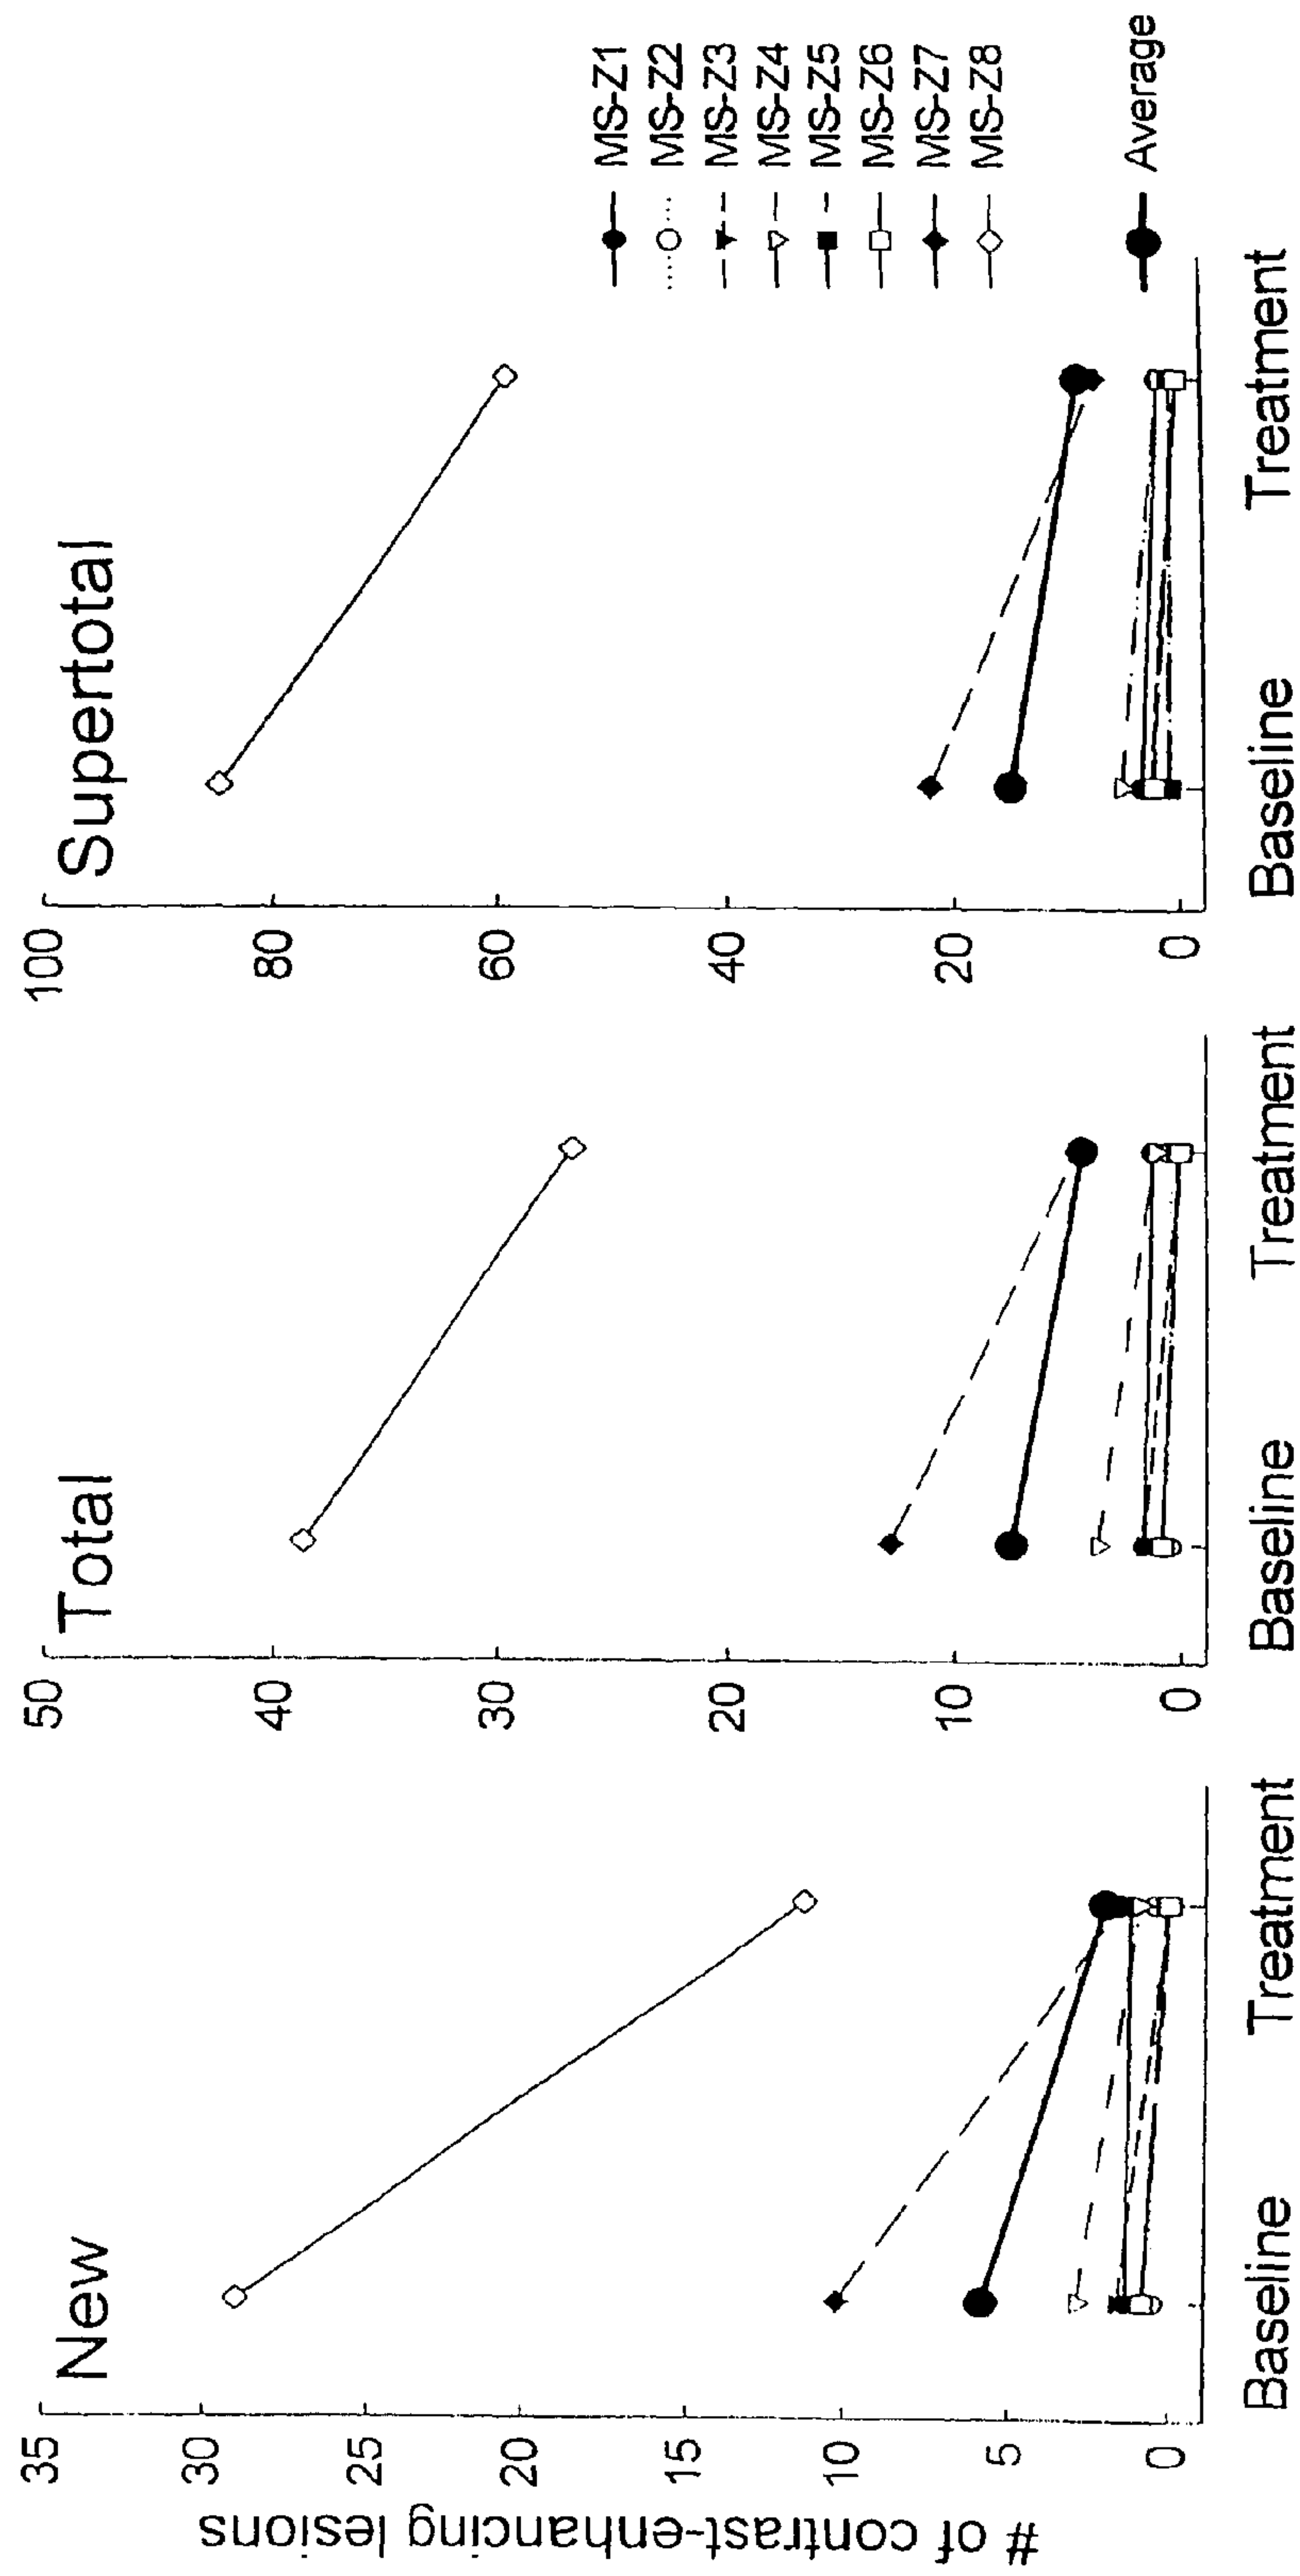 # of contrast-enhancing lesions
New
35
30
25
20
15
10
5
0
Baseline
Treatment
Total
50
40
30
20
10
0
Baseline
Treatment
Supertotal
100
80
60
40
20
0
Baseline
Treatment
MS-Z1
MS-Z2
MS-Z3
MS-Z4
MS-Z5
MS-Z6
MS-Z7
MS-Z8
Average